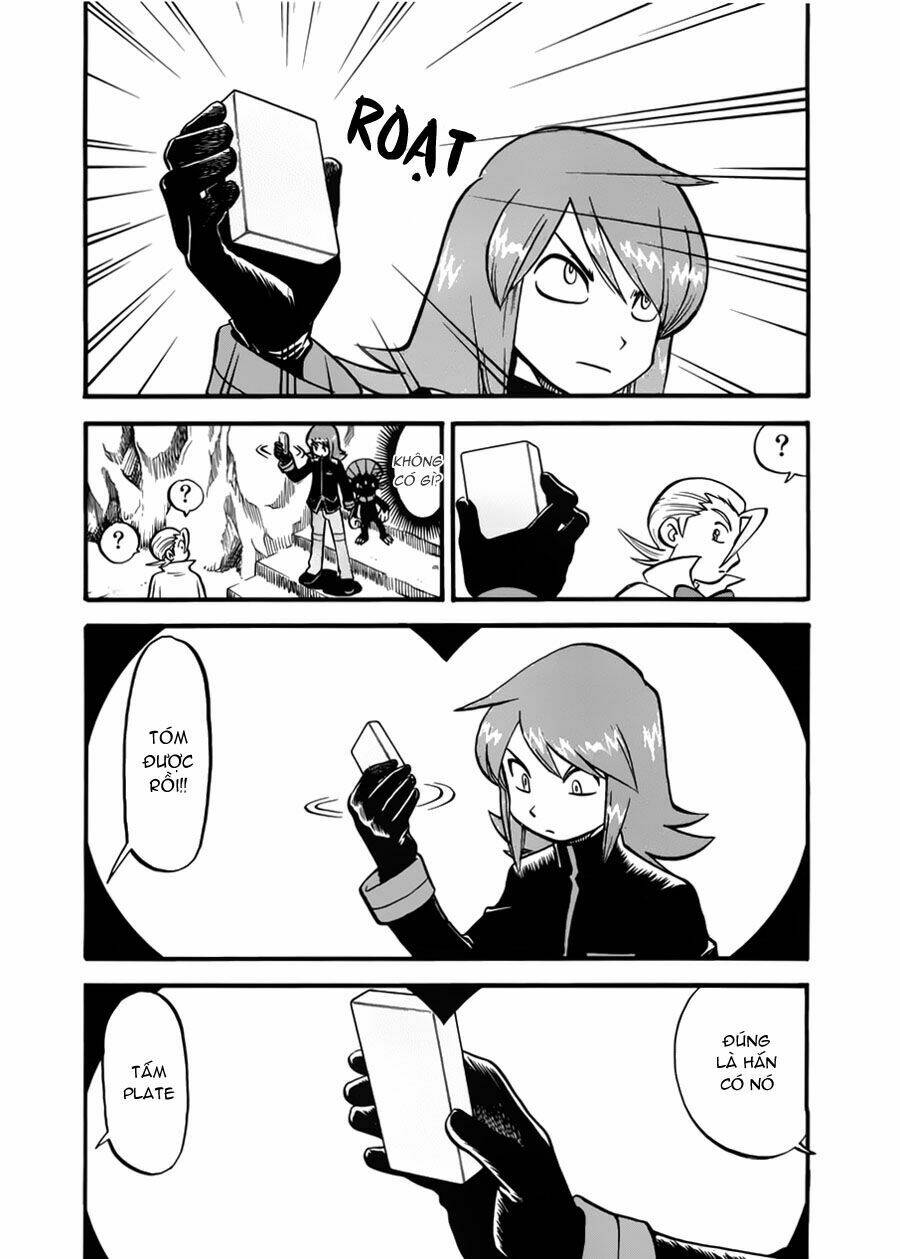 ROẠT
?
?
KHÔNG
CÓ GÌ?
?
TÓM
ĐƯỢC
RỒI!!
TẤM
PLATE
ĐÚNG
LÀ HẮN
CÓ NÓ